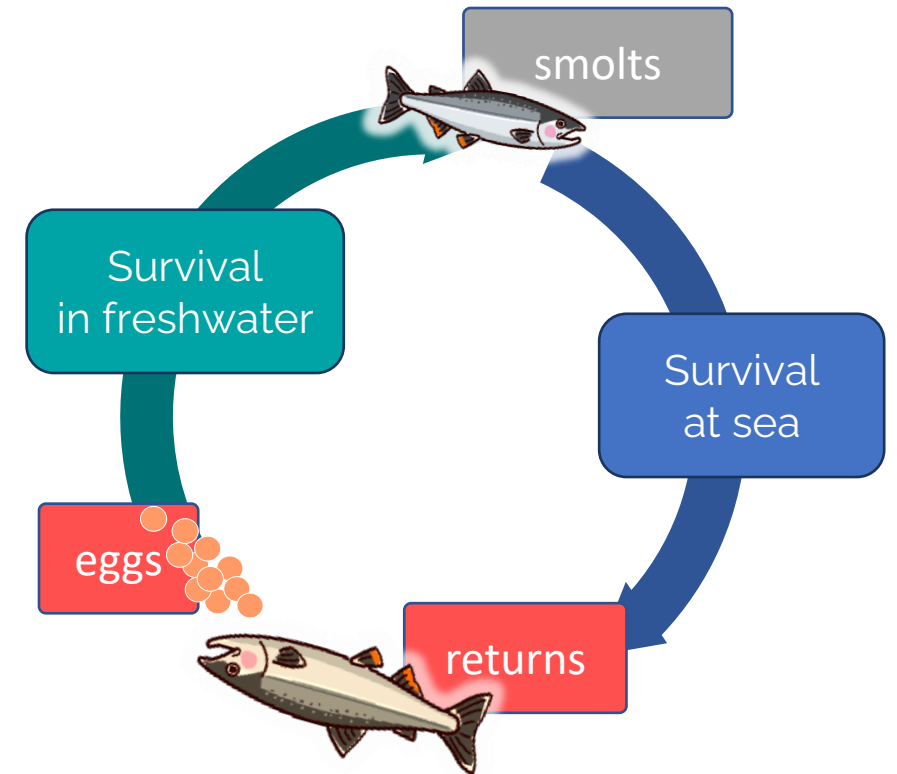 smolts
Survival
in freshwater
Survival
at sea
eggs
returns